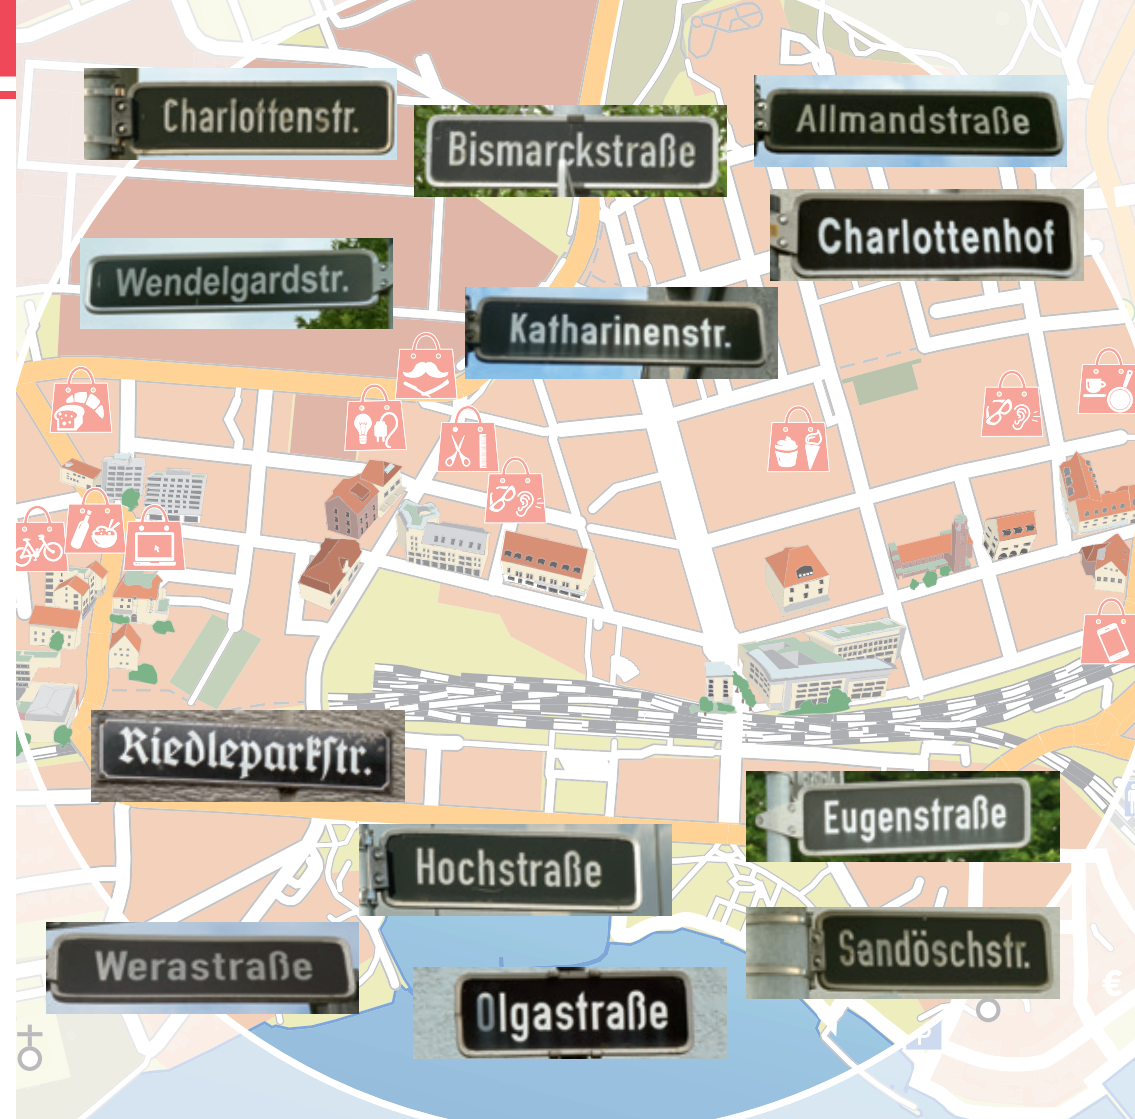 Charlottenstr.
Bismarckstraße
Allmandstraße
Charlottenhof
Wendelgardstr.
Katharinenstr.
Riedleparkstr.
Eugenstraße
Hochstraße
Sandöschstr.
Werastraße
Olgastraße
€
P